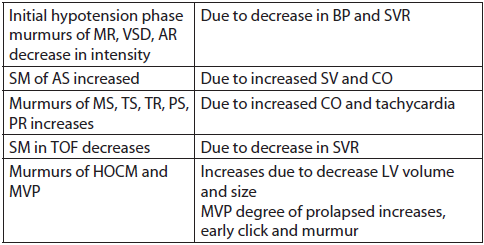 Initial hypotension phase
murmurs of MR, VSD, AR
decrease in intensity
Due to decrease in BP and SVR
SM of AS increased
Due to increased SV and CO
Murmurs of MS, TS, TR, PS,
PR increases
Due to increased CO and tachycardia
SM in TOF decreases
Due to decrease in SVR
Murmurs of HOCM and
MVP
Increases due to decrease LV volume
and size
MVP degree of prolapsed increases,
early click and murmur